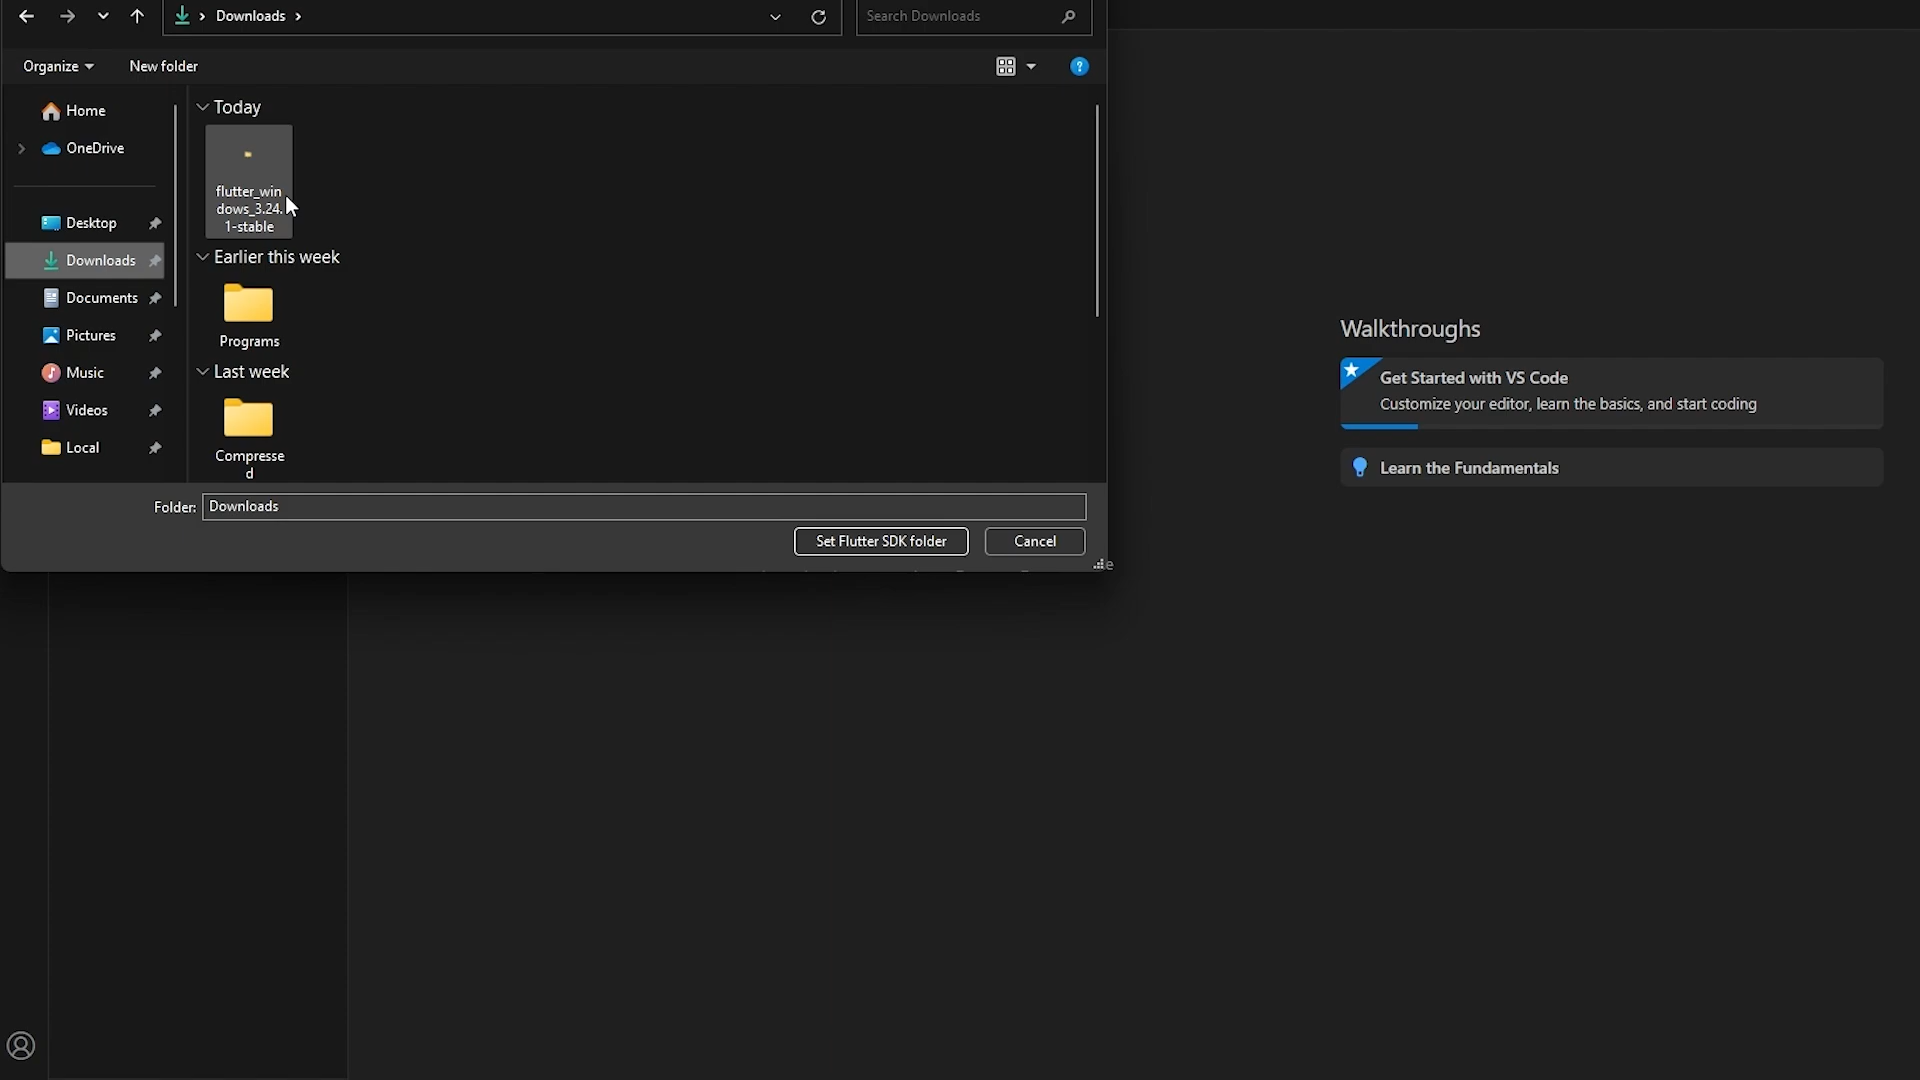 Downloads
Search Downloads
Organize
New folder
?
Home
OneDrive
Desktop
Downloads
Documents
Pictures
Music
Videos
Local
Today
flutter_win
dows_3.24.
1-stable
Earlier this week
Programs
Last week
Compresse
d
Folder: Downloads
Set Flutter SDK folder
Cancel
Walkthroughs
Get Started with VS Code
Customize your editor, learn the basics, and start coding
Learn the Fundamentals